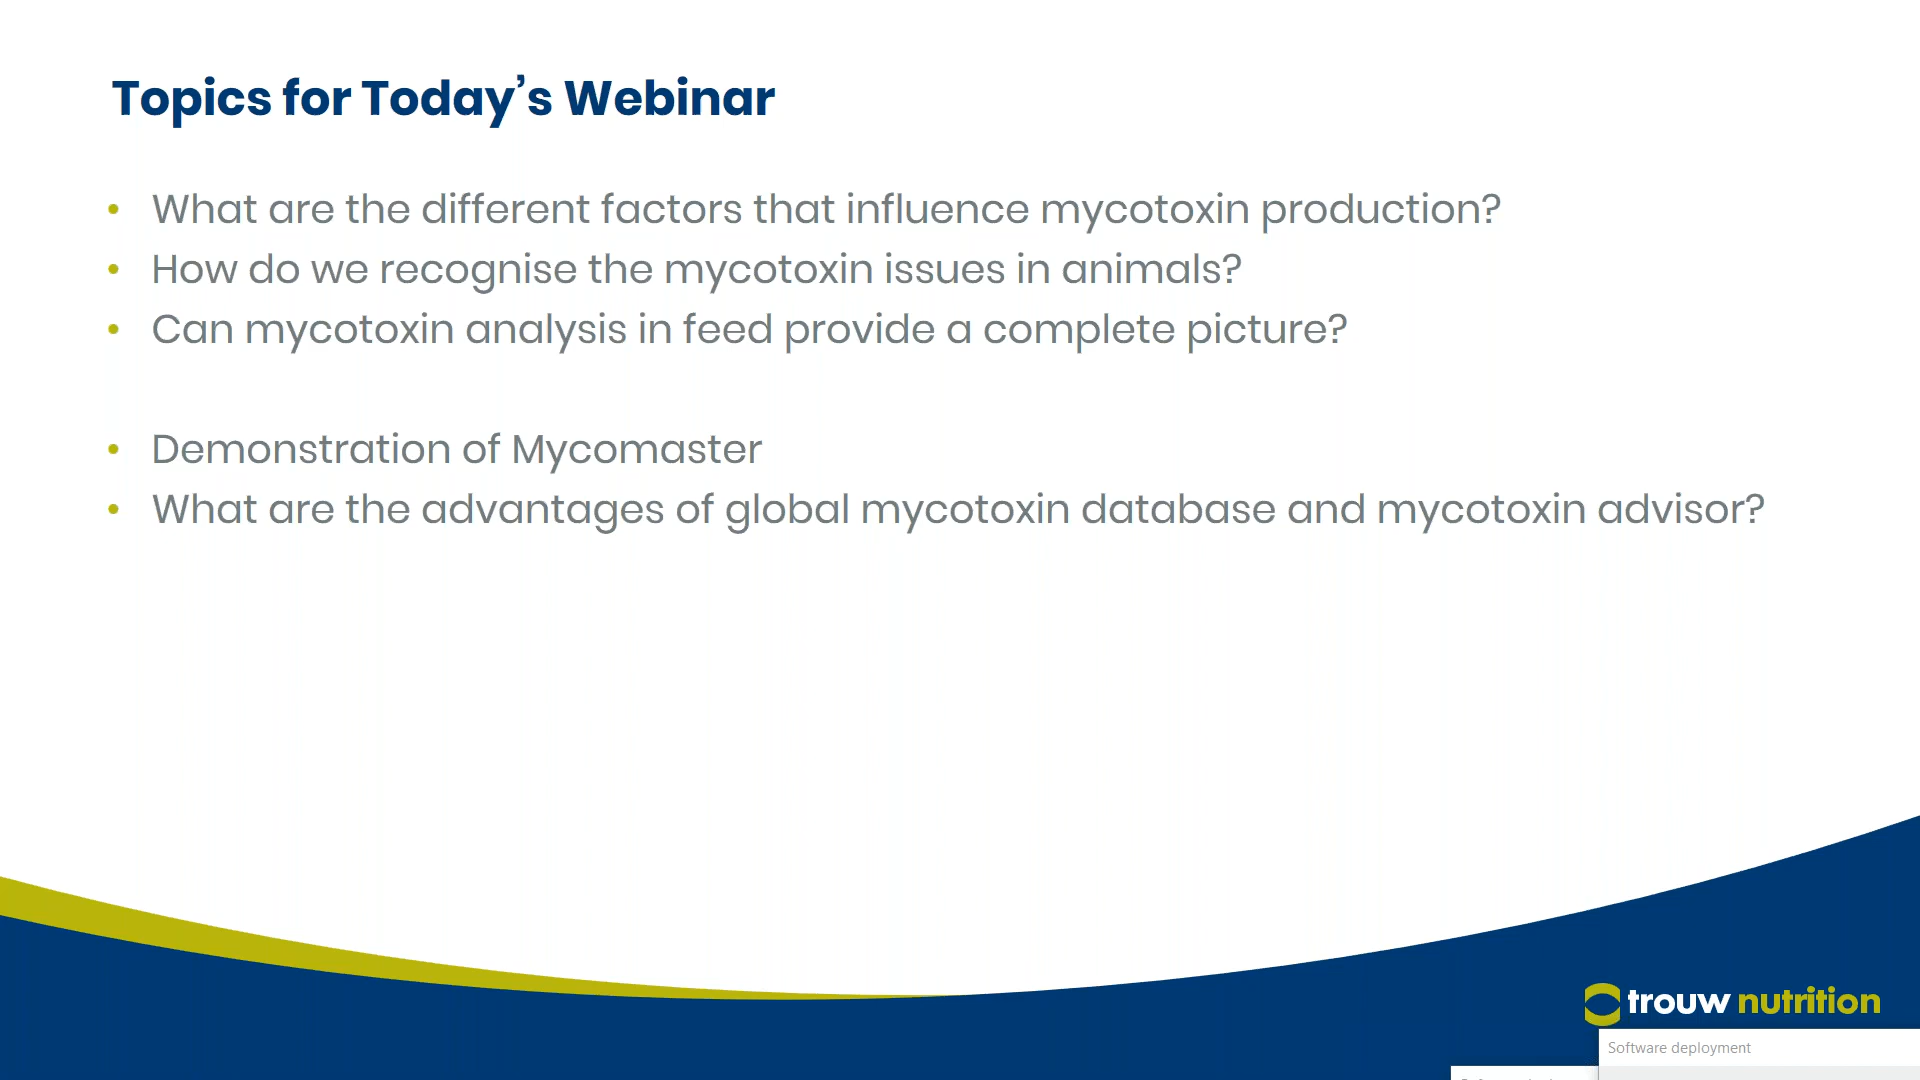 Topics for Today’s Webinar
• What are the different factors that influence mycotoxin production?
• How do we recognise the mycotoxin issues in animals?
• Can mycotoxin analysis in feed provide a complete picture?
• Demonstration of Mycomaster
• What are the advantages of global mycotoxin database and mycotoxin advisor?
trouw nutrition
Software deployment